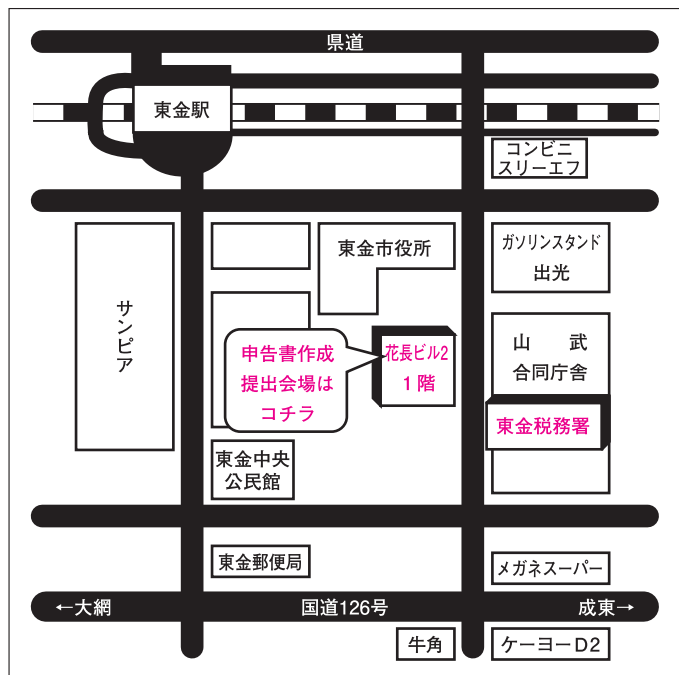 県道
東金駅
コンビニ
スリーエフ
東金市役所
ガソリンスタンド
出光
サンピア
申告書作成
提出会場は
コチラ
花長ビル2
1階
山 武
合同庁舎
東金税務署
東金中央
公民館
東金郵便局
メガネスーパー
←大網
国道126号
成東→
牛角
ケーヨーD2